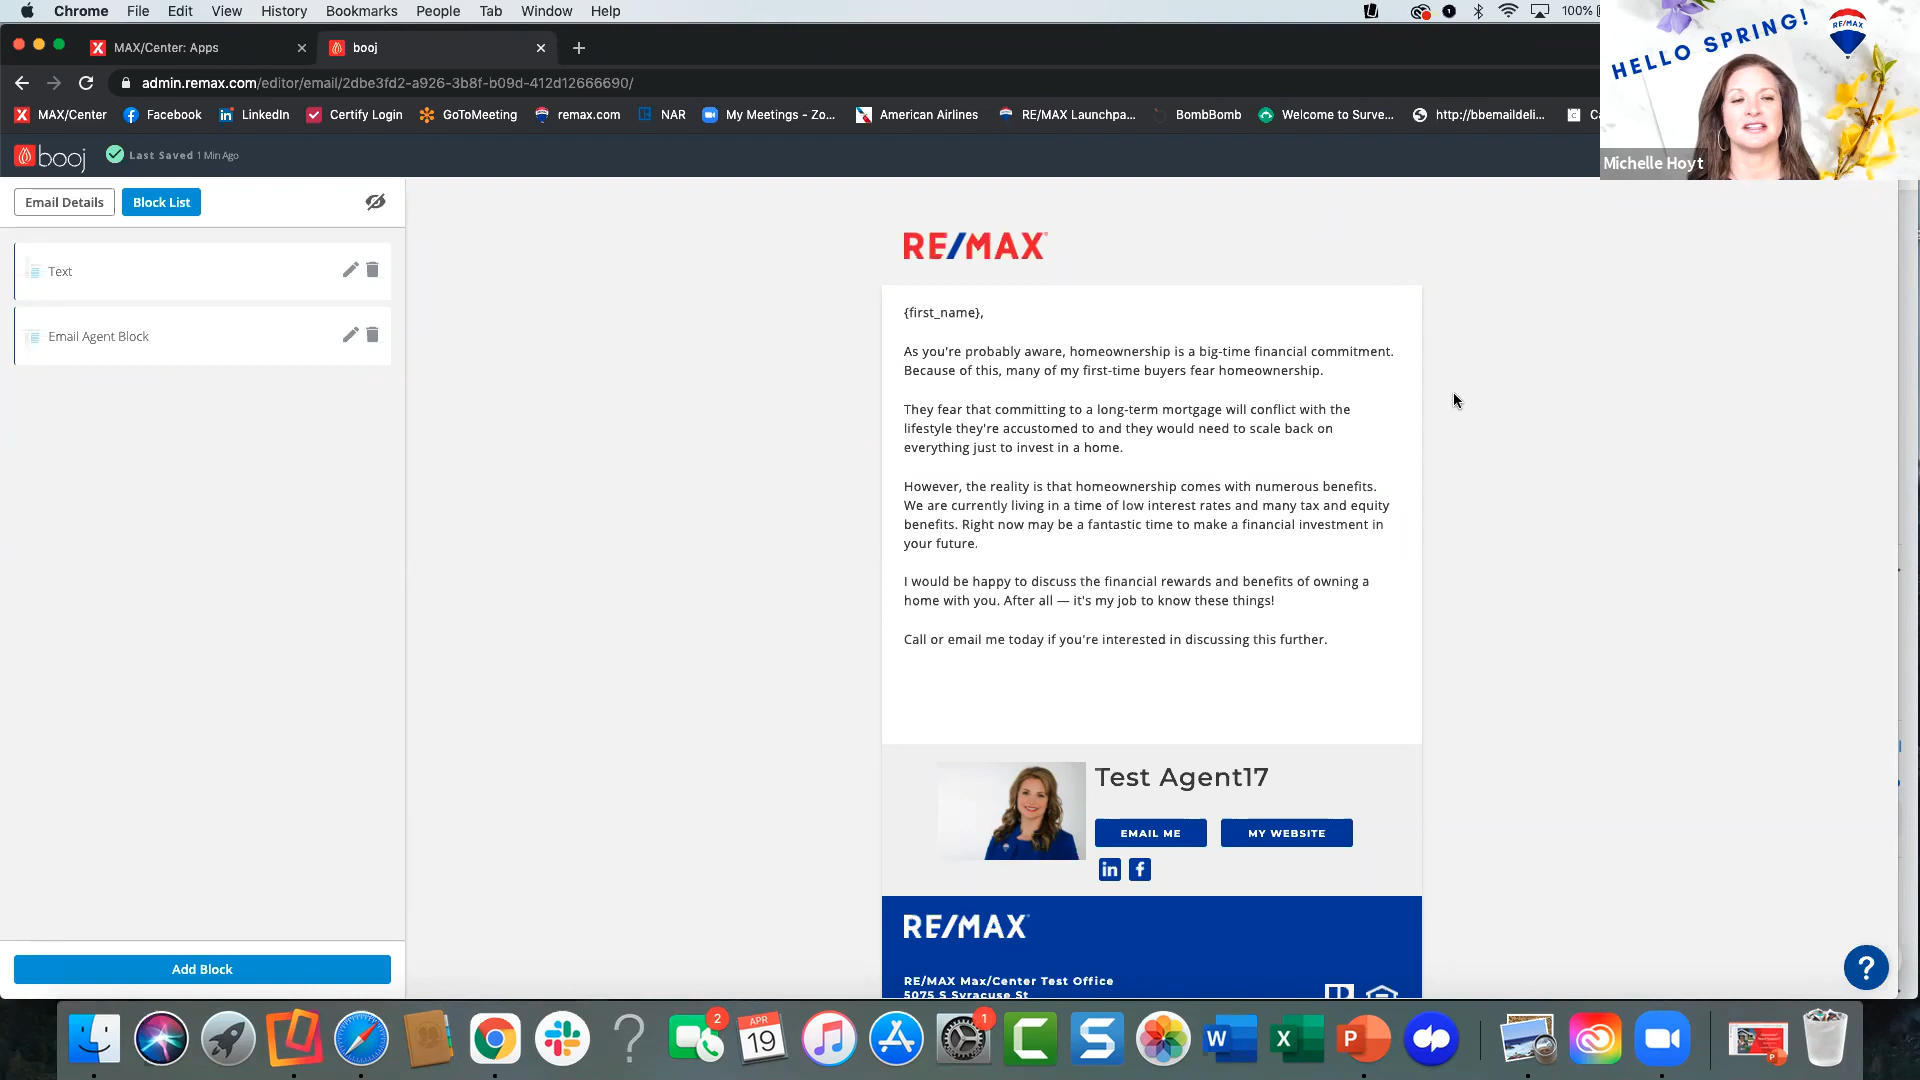 Chrome File Edit View History Bookmarks People Tab Window Help
100%
MAX/Center: Apps
booj
admin.remax.com/editor/email/2dbe3fd2-a926-3b8f-b09d-412d12666690/
MAX/Center
Facebook
LinkedIn
Certify Login
GoToMeeting
remax.com
NAR
My Meetings - Zo...
American Airlines
RE/MAX Launchpa...
BombBomb
Welcome to Surve...
http://bbemaildeli...
HELLO SPRING!
RE/MAX
Michelle Hoyt
booj
Last Saved 1 Min Ago
Email Details
Block List
Text
Email Agent Block
Add Block
RE/MAX
{first_name},
As you're probably aware, homeownership is a big-time financial commitment.
Because of this, many of my first-time buyers fear homeownership.
They fear that committing to a long-term mortgage will conflict with the
lifestyle they're accustomed to and they would need to scale back on
everything just to invest in a home.
However, the reality is that homeownership comes with numerous benefits.
We are currently living in a time of low interest rates and many tax and equity
benefits. Right now may be a fantastic time to make a financial investment in
your future.
I would be happy to discuss the financial rewards and benefits of owning a
home with you. After all — it's my job to know these things!
Call or email me today if you're interested in discussing this further.
Test Agent17
EMAIL ME
MY WEBSITE
in f
RE/MAX
RE/MAX Max/Center Test Office
5075 S Syracuse St
?
2
APR
19
1